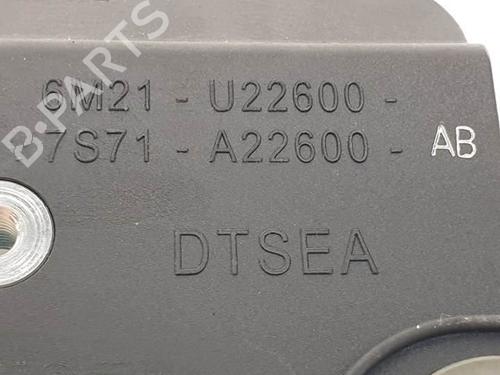 6M21 - U22600 -
7S71 - A22600 - AB
DTSEA
B-PARTS